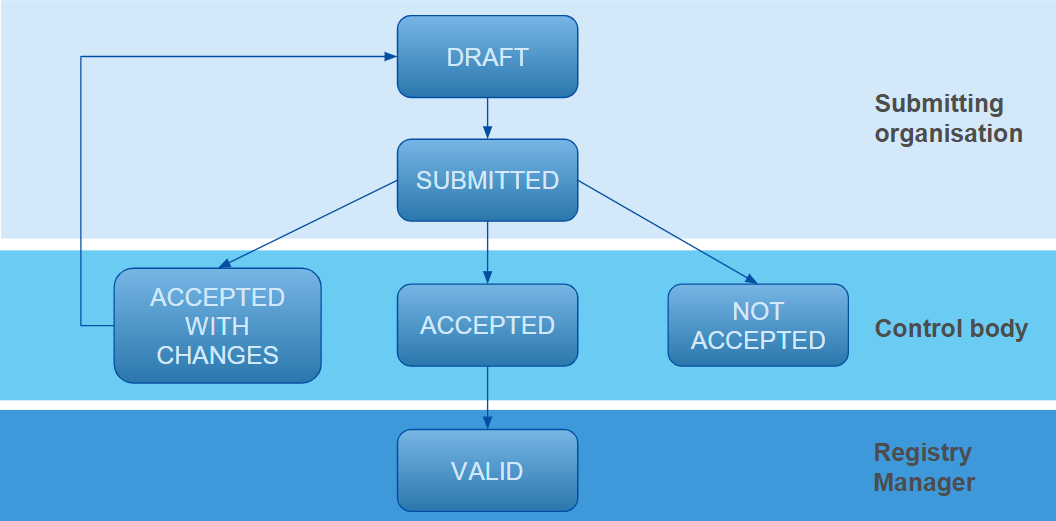 DRAFT
Submitting
organisation
SUBMITTED
ACCEPTED
WITH
CHANGES
ACCEPTED
NOT
ACCEPTED
Control body
VALID
Registry
Manager